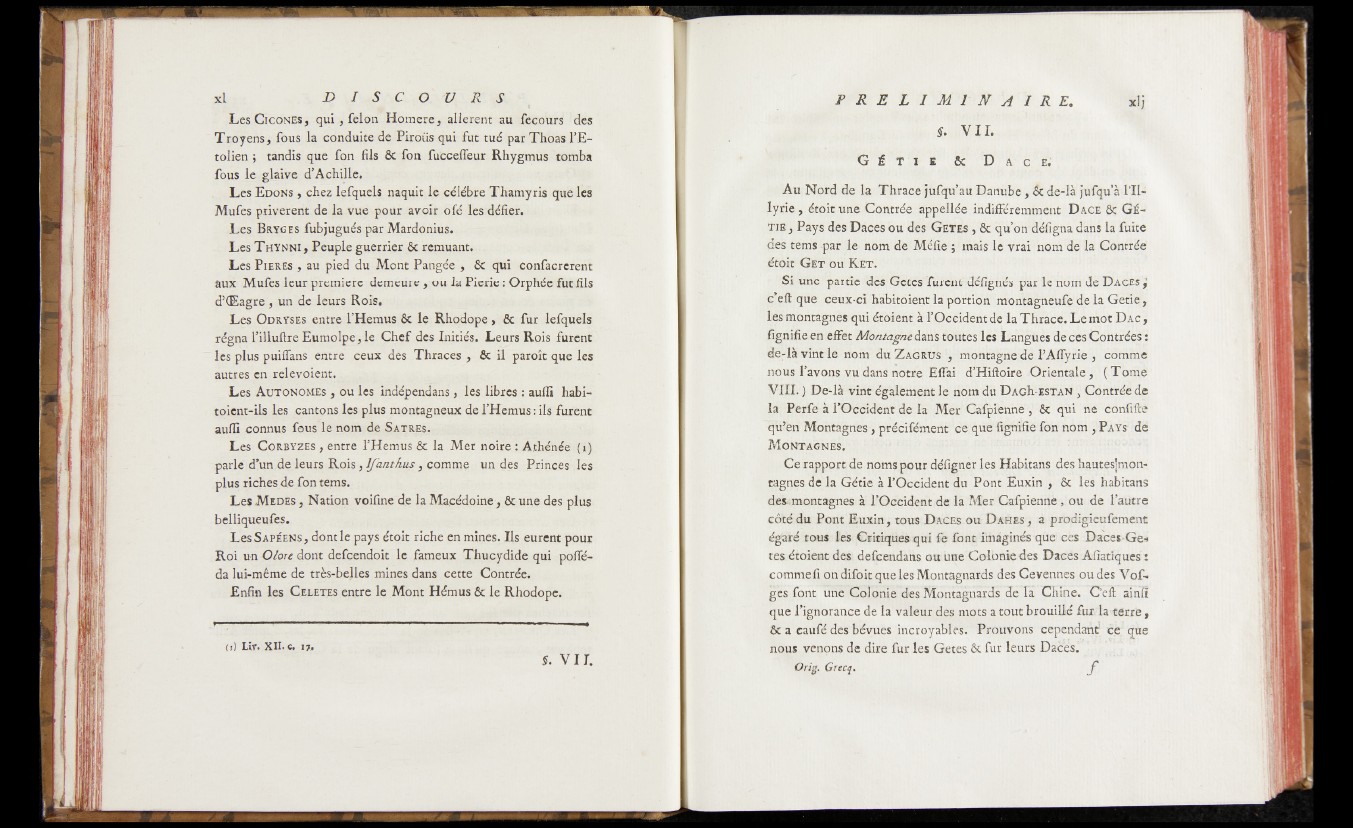 xl D I S C O U R S
Les CICONES, qui , ſelon Homere, allerent au ſecours des
Troyens, ſous la conduite de Piroüs qui fut tué par Thoas l'E-
tolien ; tandis que ſon fils & ſon ſucceſſeur Rhygmus tomba
ſous le glaive d'Achille.
Les EDONS , chez leſquels naquit le célébre Thamyris que les
Muſes priverent de la vue pour avoir oſé les défier.
Les BRYGES ſubjugués par Mardonius.
Les THYNNI, Peuple guerrier & remuant.
Les PIERES , au pied du Mont Pangée , & qui conſacrerent
aux Muſes leur premiere demeure , ou la Pierie : Orphée fut fils
d'Œagre , un de leurs Rois.
Les ODRYSES entre l'Hemus & le Rhodope , & ſur leſquels
régna l'illuſtre Eumolpe, le Chef des Initiés. Leurs Rois furent
les plus puiſſans entre ceux des Thraces , & il paroît que les
autres en relevoient.
Les AUTONOMES , ou les indépendans , les libres : auſſi habi-
toient-ils les cantons les plus montagneux de l'Hemus : ils furent
auſſi connus ſous le nom de SATRES.
Les CORBYZES , entre l'Hemus & la Mer noire : Athénée (1)
parle d'un de leurs Rois , Iſanthus , comme un des Princes les
plus riches de ſon tems.
Les MEDES , Nation voiſine de la Macédoine , & une des plus
belliqueuſes.
Les SAPÉENS, dont le pays étoit riche en mines. Ils eurent pour
Roi un Olore dont deſcendoit le fameux Thucydide qui poſſé-
da lui-même de très-belles mines dans cette Contrée.
Enfin les CELETES entre le Mont Hémus & le Rhodope.
(1) Liv. XII. c. 17.
§. VII.
P R E L I M I N A I R E. xlj
§. VII.
GÉTIE & DACE.
Au Nord de la Thrace juſqu'au Danube , & de-là juſqu'à l'Il-
lyrie , étoit une Contrée appellée indifféremment DACE & GÉ-
TIE , Pays des Daces ou des GETES , & qu'on déſigna dans la ſuite
des tems par le nom de Méſie ; mais le vrai nom de la Contrée
étoit GET ou KET.
Si une partie des Getes furent déſignés par le nom de DACES ;
c'eſt que ceux-ci habitoient la portion montagneuſe de la Getie ,
les montagnes qui étoient à l'Occident de la Thrace. Le mot DAC ,
ſignifie en effet Montagne dans toutes les Langues de ces Contrées :
de-là vint le nom du ZAGRUS , montagne de l'Aſſyrie , comme
nous l'avons vu dans notre Eſſai d'Hiſtoire Orientale , ( Tome
VIII. ) De-là vint également le nom du DAGH-ESTAN , Contrée de
la Perſe à l'Occident de la Mer Caſpienne , & qui ne conſiſte
qu'en Montagnes , préciſément ce que ſignifie ſon nom , PAYS de
MONTAGNES.
Ce rapport de noms pour déſigner les Habitans des hautes mon-
tagnes de la Gétie à l'Occident du Pont Euxin , & les habitans
des montagnes à l'Occident de la Mer Caſpienne , ou de l'autre
côté du Pont Euxin , tous DACES ou DAHES , a prodigieuſement
égaré tous les Critiques qui ſe ſont imaginés que ces Daces-Ge-
tes étoient des deſcendans ou une Colonie des Daces Aſiatiques :
comme ſi on diſoit que les Montagnards des Cevennes ou des Voſ-
ges ſont une Colonie des Montagnards de la Chine. C'eſt ainſi
que l'ignorance de la valeur des mots a tout brouillé ſur la terre ,
& a cauſé des bévues incroyables. Prouvons cependant ce que
nous venons de dire ſur les Getes & ſur leurs Daces.
Orig. Grecq. f